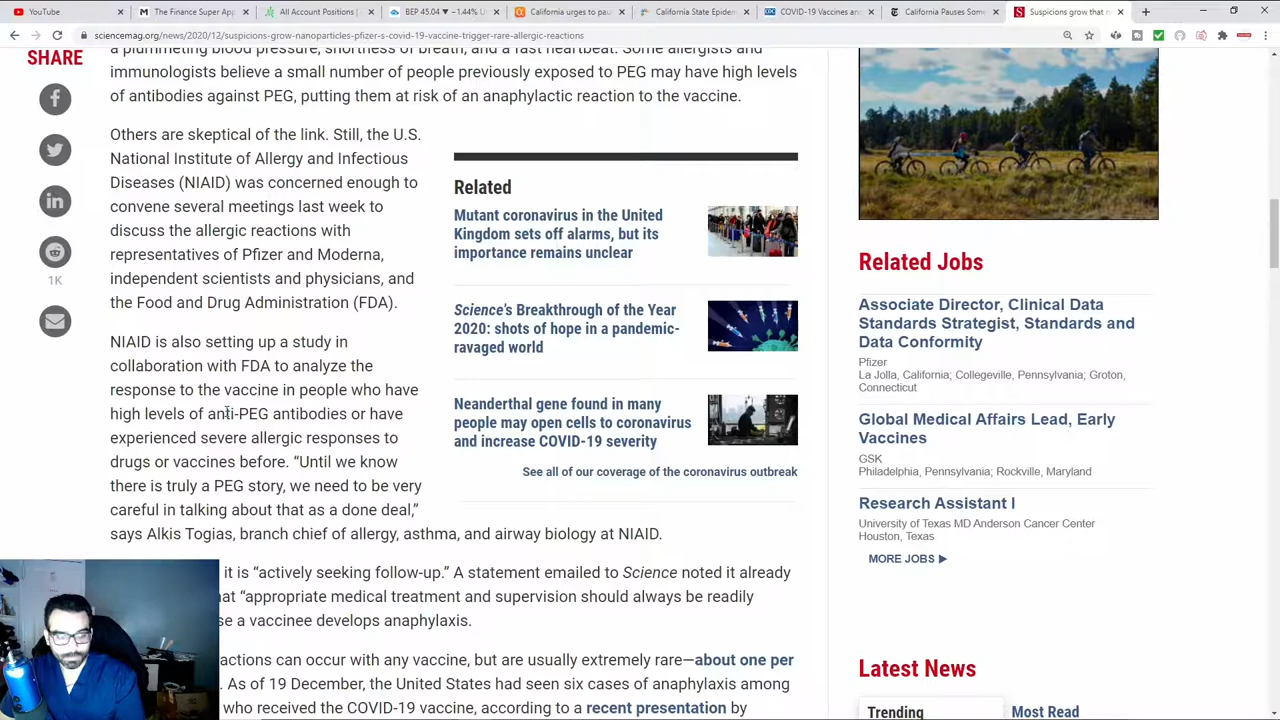 YouTube
The Finance Super Ap
All Account Positions |
BEP 45.04 ▼ −1.44% U
California urges to pau
California State Epidem
COVID-19 Vaccines an
California Pauses Som
Suspicions grow that n
sciencemag.org/news/2020/12/suspicions-grow-nanoparticles-pfizer-s-covid-19-vaccine-trigger-rare-allergic-reactions
SHARE
1K
a plummeting blood pressure, shortness of breath, and fast heartbeat. Some allergists and
immunologists believe a small number of people previously exposed to PEG may have high levels
of antibodies against PEG, putting them at risk of an anaphylactic reaction to the vaccine.
Others are skeptical of the link. Still, the U.S.
National Institute of Allergy and Infectious
Diseases (NIAID) was concerned enough to
convene several meetings last week to
discuss the allergic reactions with
representatives of Pfizer and Moderna,
independent scientists and physicians, and
the Food and Drug Administration (FDA).
NIAID is also setting up a study in
collaboration with FDA to analyze the
response to the vaccine in people who have
high levels of anti-PEG antibodies or have
experienced severe allergic responses to
drugs or vaccines before. “Until we know
there is truly a PEG story, we need to be very
careful in talking about that as a done deal,”
says Alkis Togias, branch chief of allergy, asthma, and airway biology at NIAID.
t is “actively seeking follow-up.” A statement emailed to Science noted it already
at “appropriate medical treatment and supervision should always be readily
se a vaccinee develops anaphylaxis.
actions can occur with any vaccine, but are usually extremely rare—about one per
. As of 19 December, the United States had seen six cases of anaphylaxis among
who received the COVID-19 vaccine, according to a recent presentation by
Related
Mutant coronavirus in the United
Kingdom sets off alarms, but its
importance remains unclear
Science’s Breakthrough of the Year
2020: shots of hope in a pandemic-
ravaged world
Neanderthal gene found in many
people may open cells to coronavirus
and increase COVID-19 severity
See all of our coverage of the coronavirus outbreak
Related Jobs
Associate Director, Clinical Data
Standards Strategist, Standards and
Data Conformity
Pfizer
La Jolla, California; Collegeville, Pennsylvania; Groton,
Connecticut
Global Medical Affairs Lead, Early
Vaccines
GSK
Philadelphia, Pennsylvania; Rockville, Maryland
Research Assistant I
University of Texas MD Anderson Cancer Center
Houston, Texas
MORE JOBS ▶
Latest News
Trending
Most Read